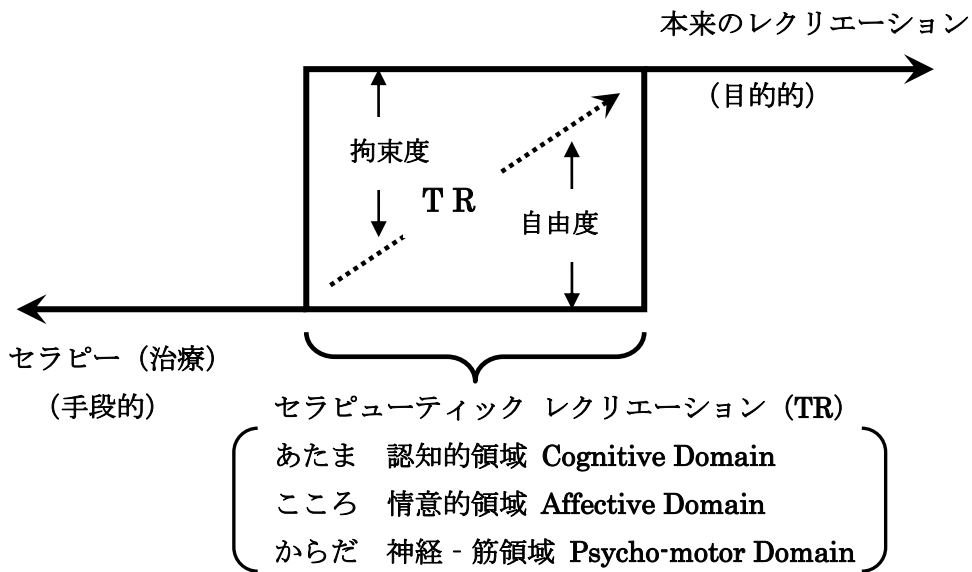 本来のレクリエーション
（目的的）
拘束度
ＴＲ
自由度
セラピー（治療）
（手段的）
セラピューティック レクリエーション（TR）
あたま　認知的領域 Cognitive Domain
こころ　情意的領域 Affective Domain
からだ　神経‐筋領域 Psycho-motor Domain